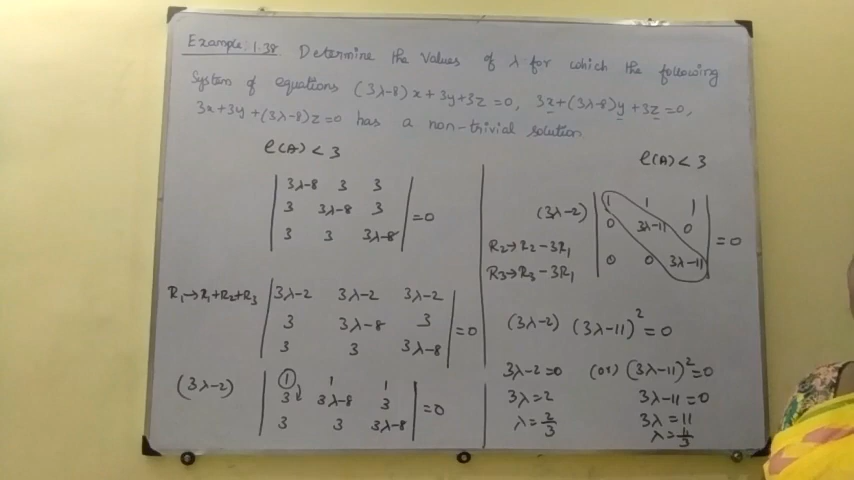 Example: 1.38. Determine the values of λ for which the following
System of equations (3λ-8)x + 3y + 3z = 0, 3x + (3λ-8)y + 3z = 0,
3x + 3y + (3λ-8)z = 0 has a non-trivial solution.
ρ(A) < 3
| 3λ-8 3 3 |
| 3 3λ-8 3 | = 0
| 3 3 3λ-8 |
R₁→R₁+R₂+R₃ | 3λ-2 3λ-2 3λ-2 |
| 3 3λ-8 3 | = 0
| 3 3 3λ-8 |
(3λ-2) | 1 1 1 |
| 3 3λ-8 3 | = 0
| 3 3 3λ-8 |
ρ(A) < 3
(3λ-2) | 1 1 1 |
| 0 3λ-11 0 | = 0
R₂→R₂-3R₁
R₃→R₃-3R₁ | 0 0 3λ-11 |
(3λ-2) (3λ-11)² = 0
3λ-2=0 (or) (3λ-11)²=0
3λ=2 3λ-11=0
λ=2/3 3λ=11
λ=11/3